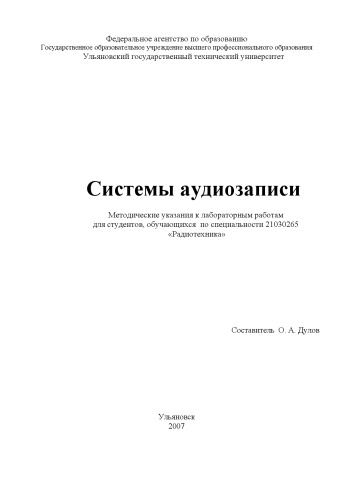 Федеральное агентство по образованию
Государственное образовательное учреждение высшего профессионального образования
Ульяновский государственный технический университет
Системы аудиозаписи
Методические указания к лабораторным работам
для студентов, обучающихся по специальности 21030265
«Радиотехника»
Составитель О. А. Дулов
Ульяновск
2007